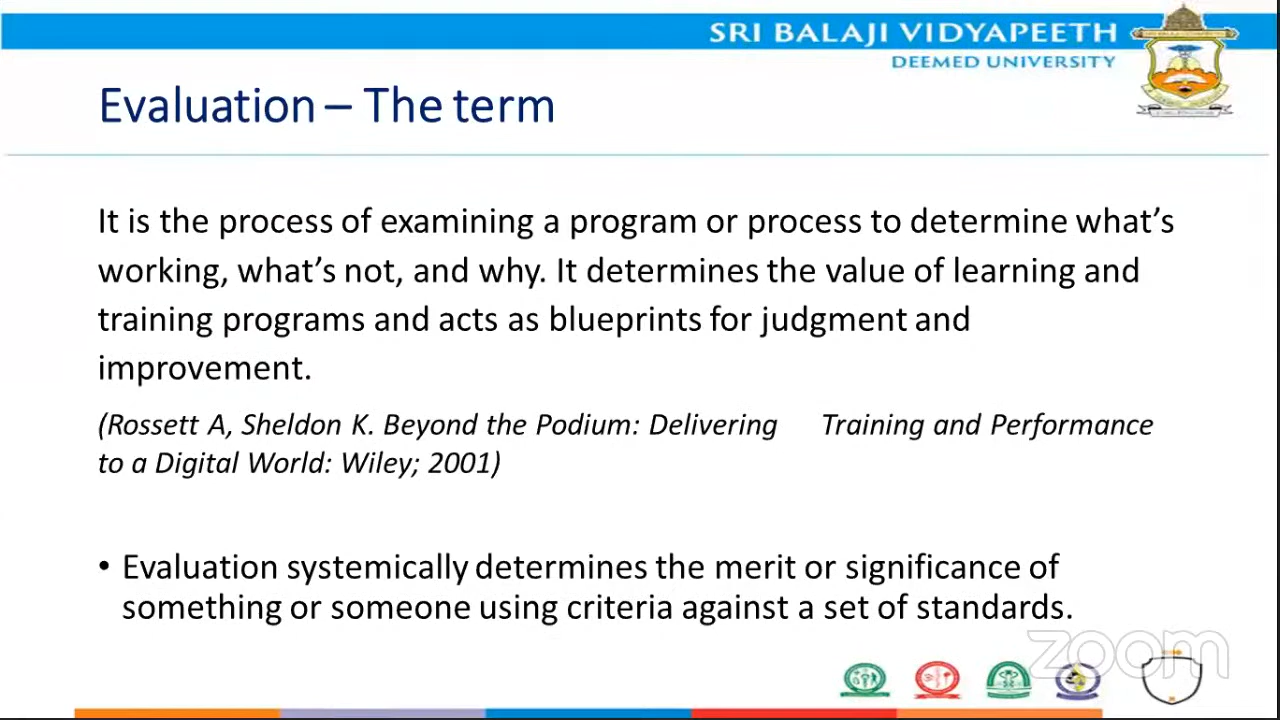 SRI BALAJI VIDYAPEETH
DEEMED UNIVERSITY
Evaluation – The term
It is the process of examining a program or process to determine what’s
working, what’s not, and why. It determines the value of learning and
training programs and acts as blueprints for judgment and
improvement.
(Rossett A, Sheldon K. Beyond the Podium: Delivering Training and Performance
to a Digital World: Wiley; 2001)
• Evaluation systemically determines the merit or significance of
something or someone using criteria against a set of standards.
zoom